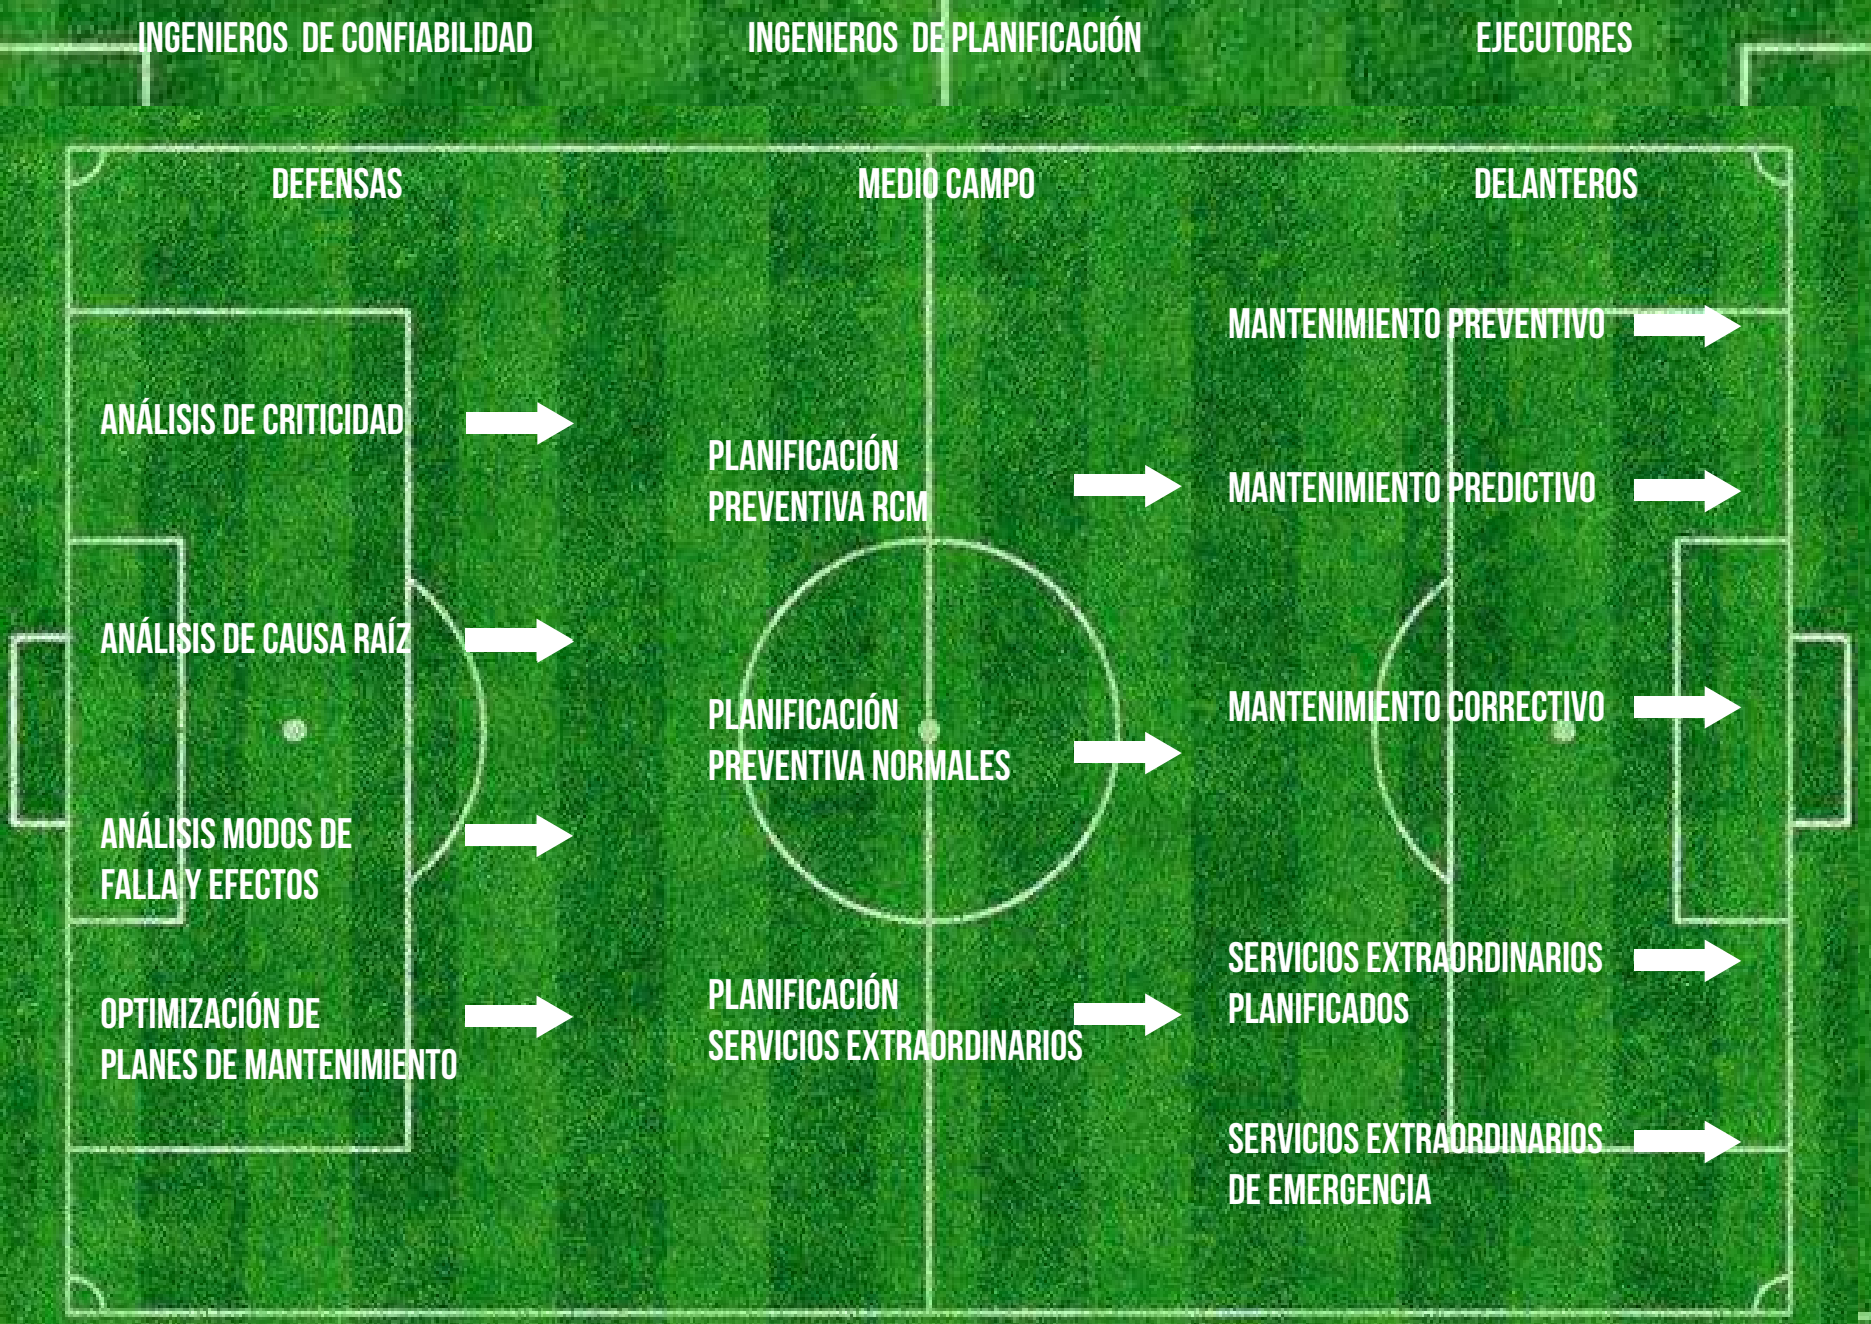 INGENIEROS DE CONFIABILIDAD
INGENIEROS DE PLANIFICACIÓN
EJECUTORES
DEFENSAS
MEDIO CAMPO
DELANTEROS
ANÁLISIS DE CRITICIDAD
ANÁLISIS DE CAUSA RAÍZ
ANÁLISIS MODOS DE
FALLA Y EFECTOS
OPTIMIZACIÓN DE
PLANES DE MANTENIMIENTO
PLANIFICACIÓN
PREVENTIVA RCM
PLANIFICACIÓN
PREVENTIVA NORMALES
PLANIFICACIÓN
SERVICIOS EXTRAORDINARIOS
MANTENIMIENTO PREVENTIVO
MANTENIMIENTO PREDICTIVO
MANTENIMIENTO CORRECTIVO
SERVICIOS EXTRAORDINARIOS
PLANIFICADOS
SERVICIOS EXTRAORDINARIOS
DE EMERGENCIA